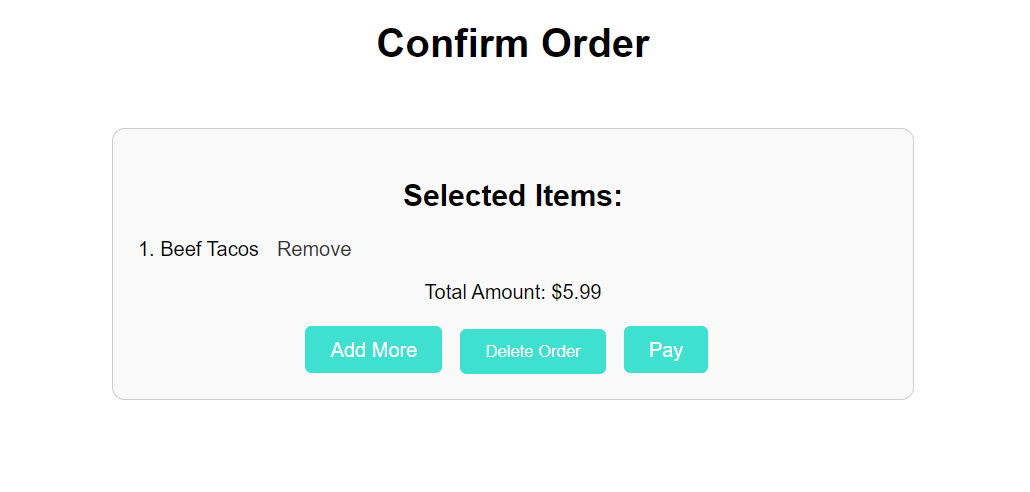 Confirm Order
Selected Items:
1. Beef Tacos Remove
Total Amount: $5.99
Add More Delete Order Pay